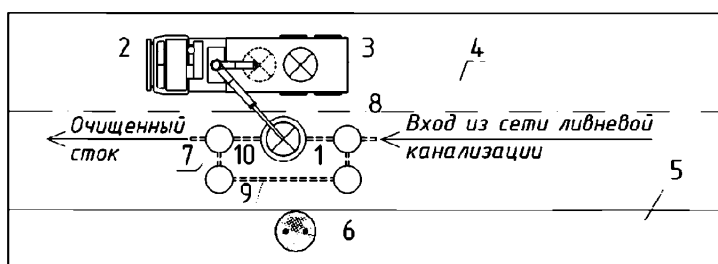 2
3
4
8
Очищенный
сток
Вход из сети ливневой
канализации
7
10
1
9
5
6